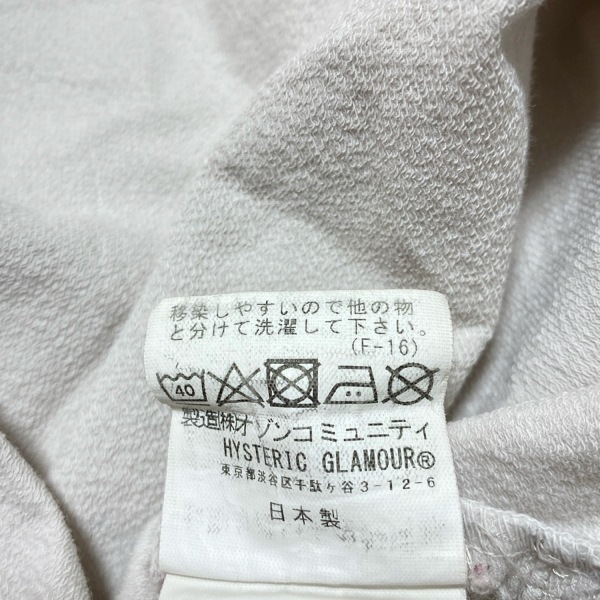 移染しやすいので他の物
と分けて洗濯して下さい。
(F-16)
40
製造㈱オゾンコミュニティ
HYSTERIC GLAMOUR®
東京都渋谷区千駄ヶ谷3-12-6
日本製